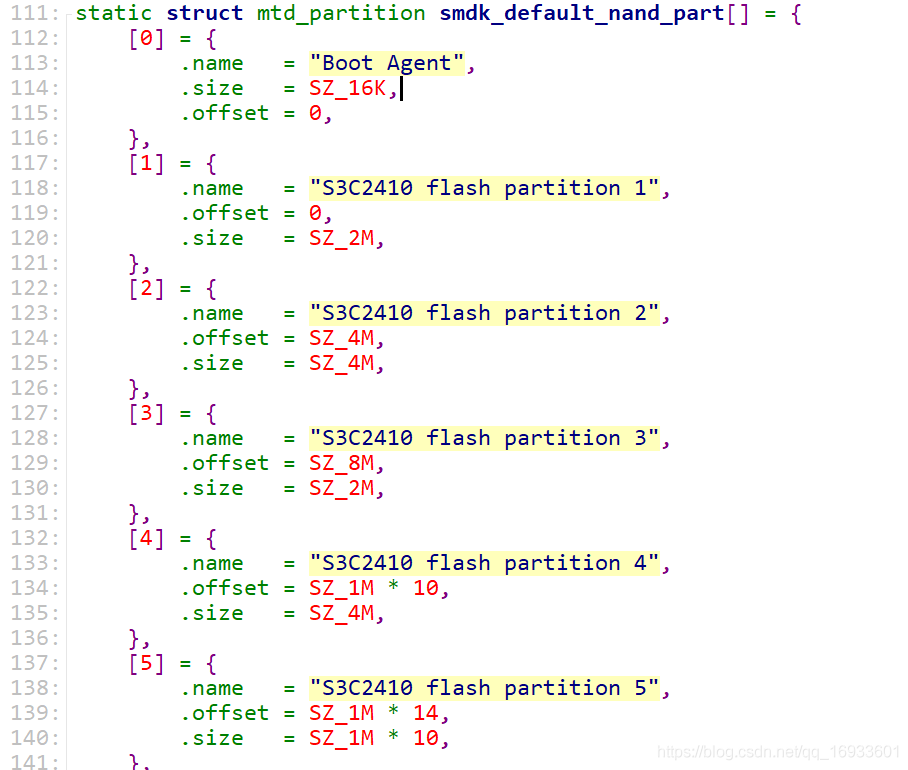 111: static struct mtd_partition smdk_default_nand_part[] = {
112:     [0] = {
113:         .name   = "Boot Agent",
114:         .size   = SZ_16K,
115:         .offset = 0,
116:     },
117:     [1] = {
118:         .name   = "S3C2410 flash partition 1",
119:         .offset = 0,
120:         .size   = SZ_2M,
121:     },
122:     [2] = {
123:         .name   = "S3C2410 flash partition 2",
124:         .offset = SZ_4M,
125:         .size   = SZ_4M,
126:     },
127:     [3] = {
128:         .name   = "S3C2410 flash partition 3",
129:         .offset = SZ_8M,
130:         .size   = SZ_2M,
131:     },
132:     [4] = {
133:         .name   = "S3C2410 flash partition 4",
134:         .offset = SZ_1M * 10,
135:         .size   = SZ_4M,
136:     },
137:     [5] = {
138:         .name   = "S3C2410 flash partition 5",
139:         .offset = SZ_1M * 14,
140:         .size   = SZ_1M * 10,
141:     },
https://blog.csdn.net/qq_16933601